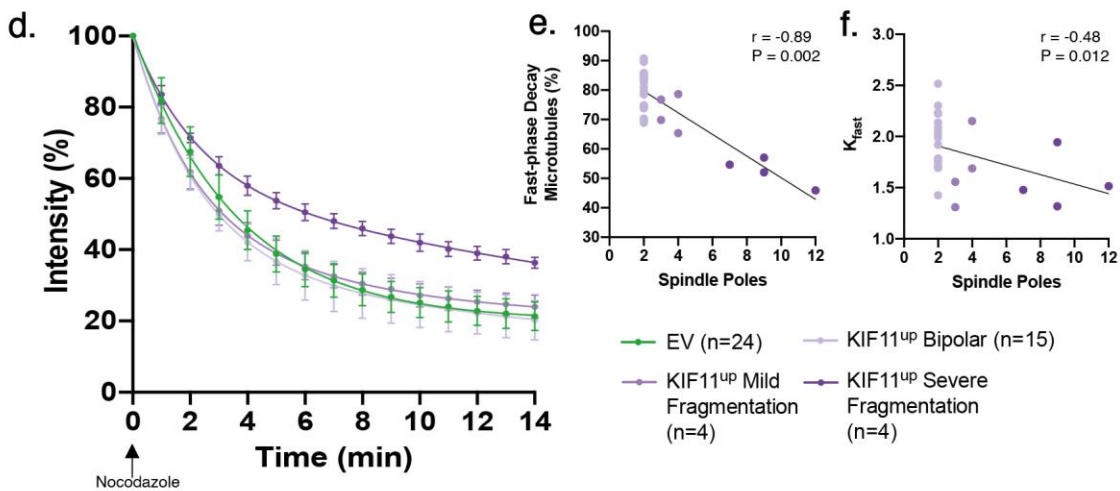 d.
100
80
60
40
20
0
Intensity (%)
0 2 4 6 8 10 12 14
Time (min)
Nocodazole
e.
r = -0.89
P = 0.002
100
90
80
70
60
50
40
30
Fast-phase Decay
Microtubules (%)
0 2 4 6 8 10 12
Spindle Poles
f.
r = -0.48
P = 0.012
3.0
2.5
2.0
1.5
1.0
Kfast
0 2 4 6 8 10 12
Spindle Poles
EV (n=24)
KIF11up Bipolar (n=15)
KIF11up Mild
Fragmentation
(n=4)
KIF11up Severe
Fragmentation
(n=4)